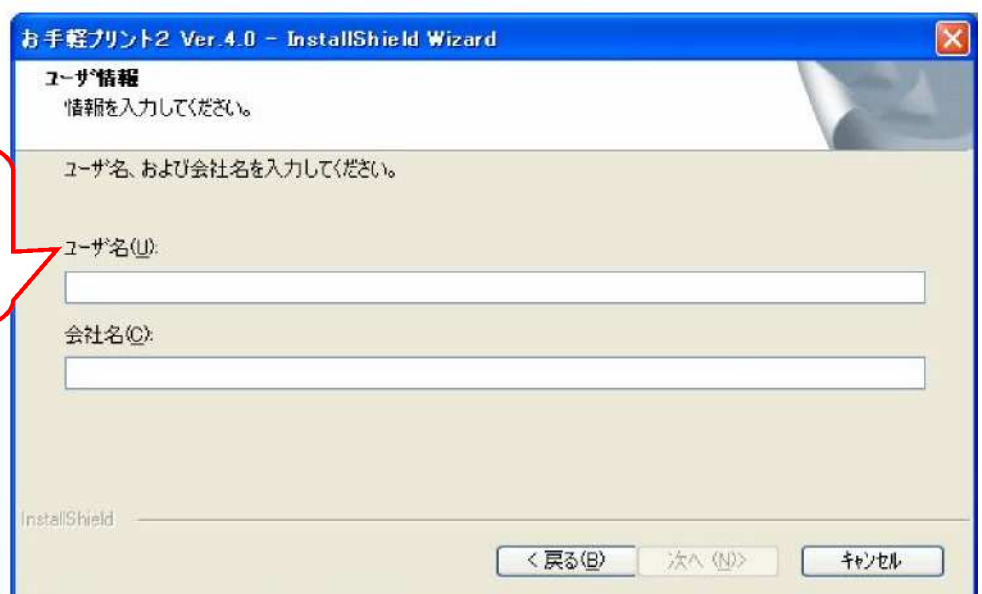 お手軽プリント2 Ver.4.0 - InstallShield Wizard
ユーザ情報
情報を入力してください。
ユーザ名、および会社名を入力してください。
ユーザ名(U):
会社名(C):
InstallShield
< 戻る(B)
次へ (N)>
キャンセル